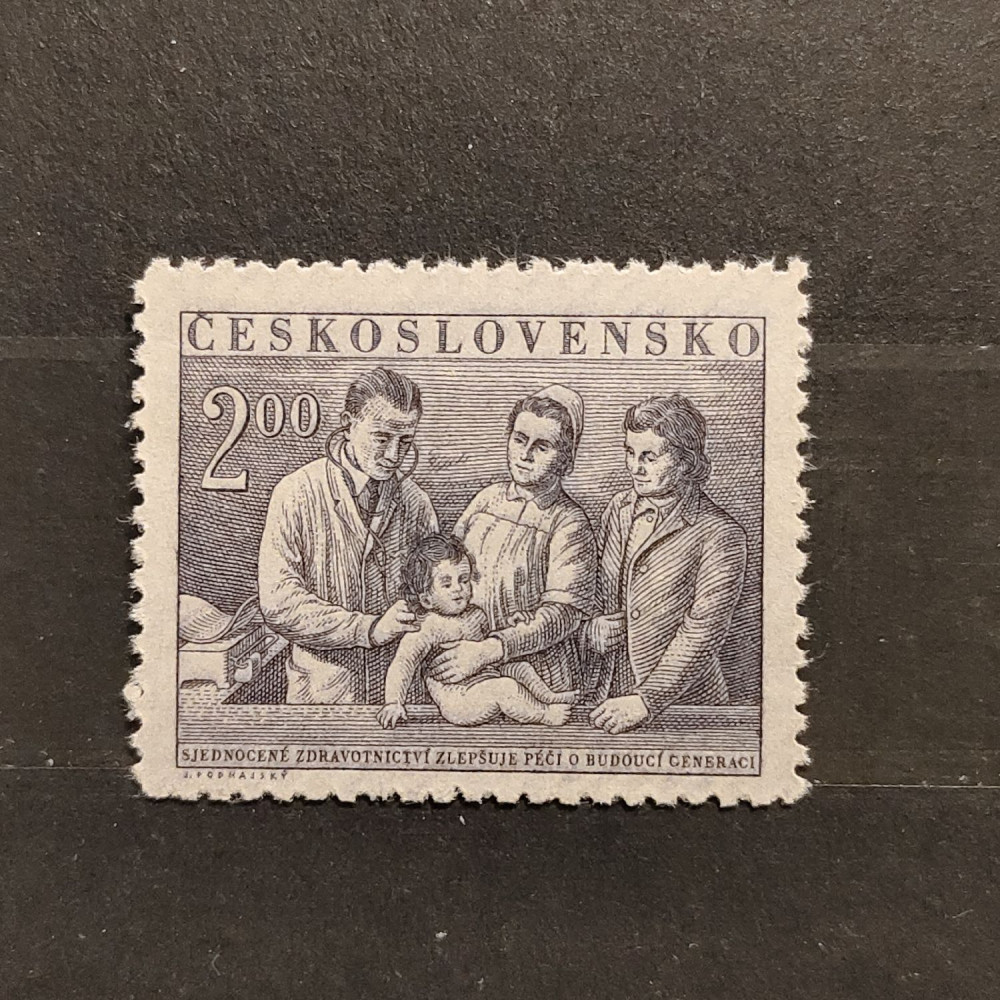 ČESKOSLOVENSKO
200
SJEDNOCENÉ ZDRAVOTNICTVÍ ZLEPŠUJE PÉČI O BUDOUCÍ GENERACI
J. PODHAJSKÝ